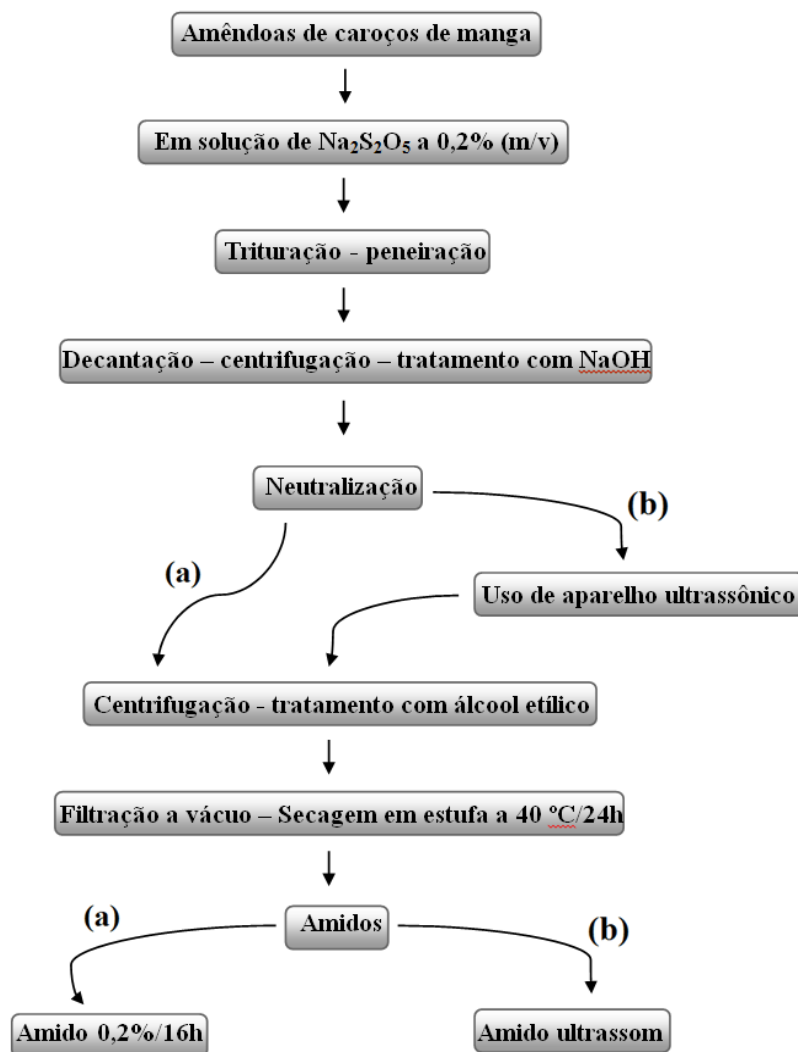 Amêndoas de caroços de manga
Em solução de Na₂S₂O₅ a 0,2% (m/v)
Trituração - peneiração
Decantação – centrifugação – tratamento com NaOH
Neutralização
(b)
(a)
Uso de aparelho ultrassônico
Centrifugação - tratamento com álcool etílico
Filtração a vácuo – Secagem em estufa a 40 ºC/24h
(a)
Amidos
(b)
Amido 0,2%/16h
Amido ultrassom